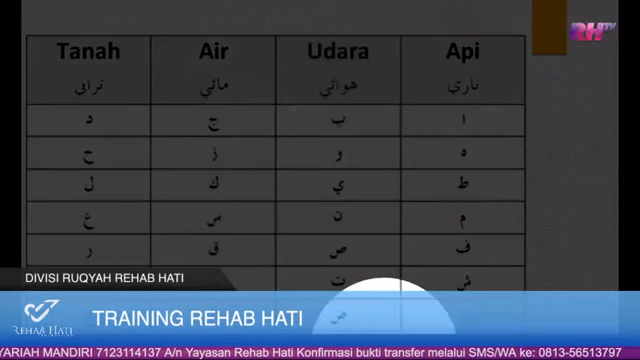 RH TV
Tanah Air Udara Api
ترابي مائي هوائي ناري
د ج ب ا
ح ز و ه
ل ك ي ط
ع س ن م
ر ق ص ف
ت ش
ض
DIVISI RUQYAH REHAB HATI
TRAINING REHAB HATI
REHAB HATI
YARIAH MANDIRI 7123114137 A/n Yayasan Rehab Hati Konfirmasi bukti transfer melalui SMS/WA ke: 0813-56513797